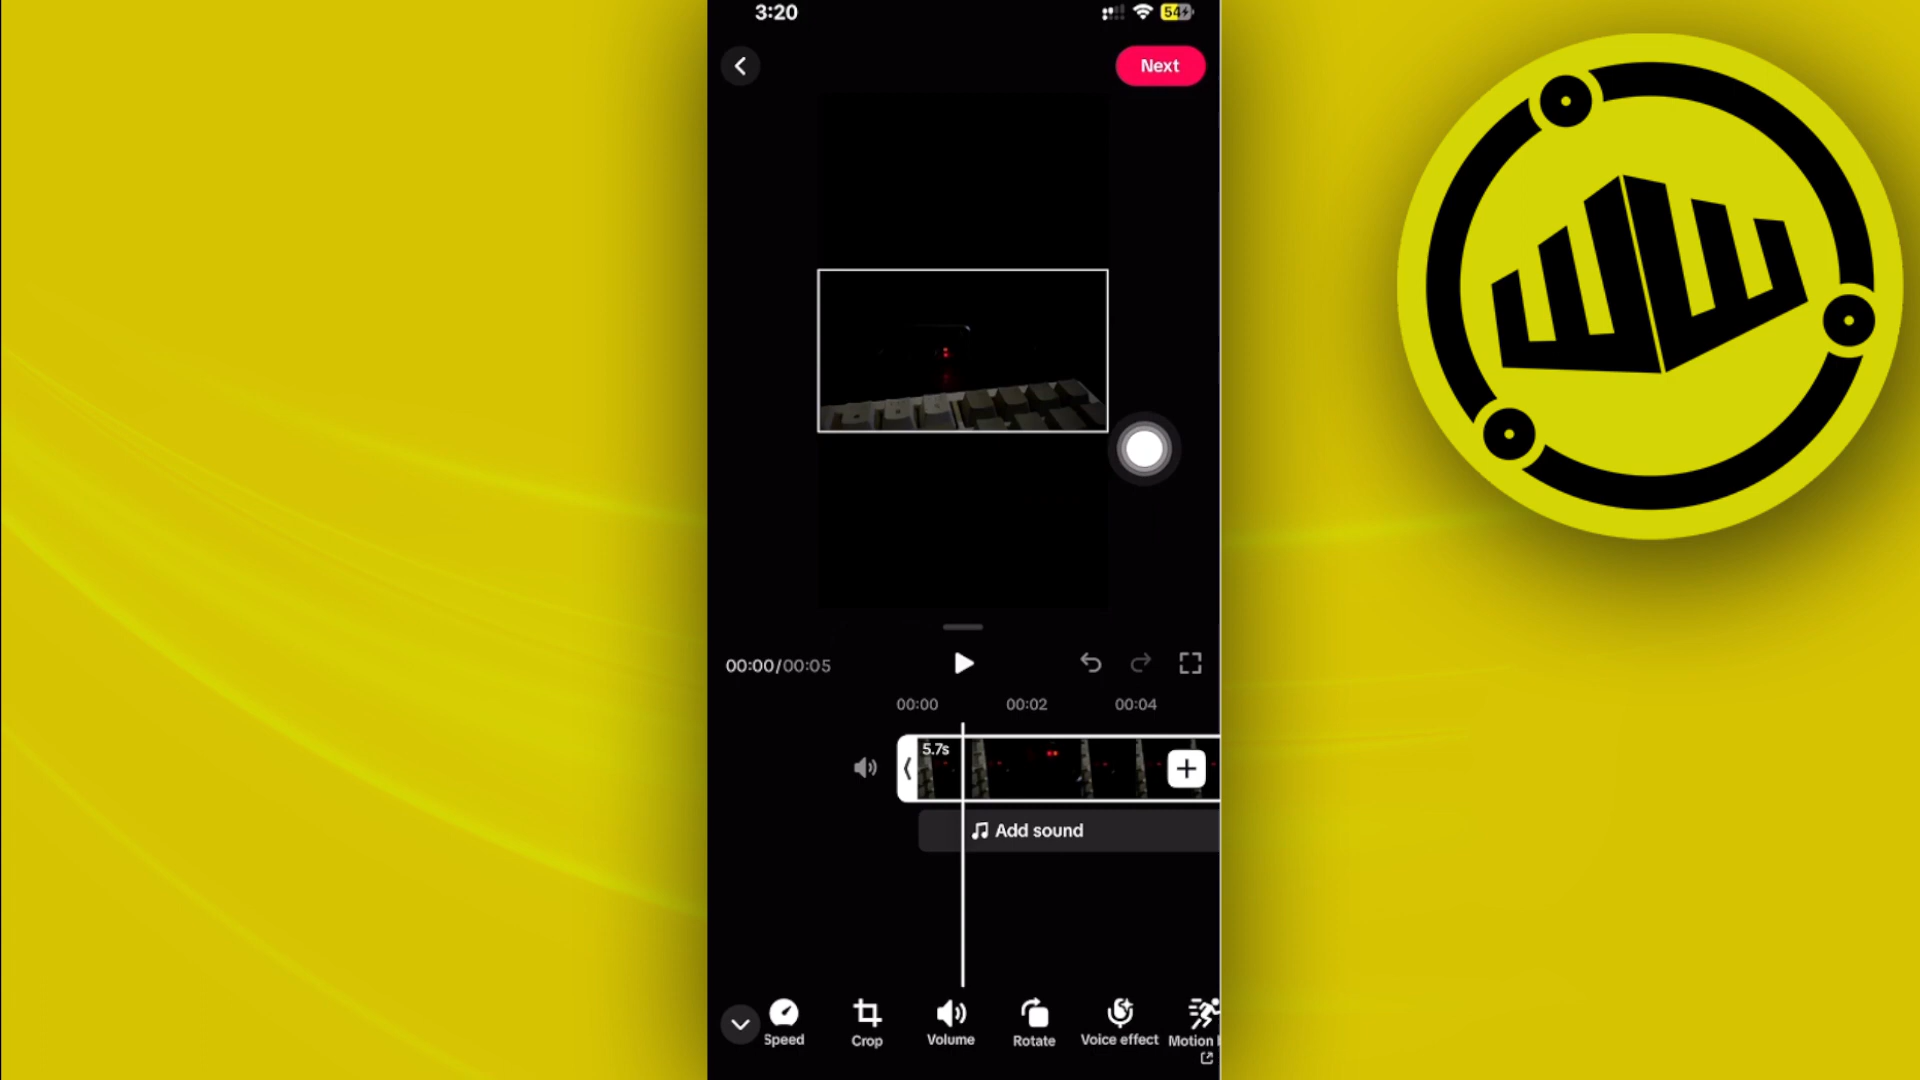 3:20
54
Next
00:00/00:05
00:00 00:02 00:04
5.7s
Add sound
Speed Crop Volume Rotate Voice effect Motion